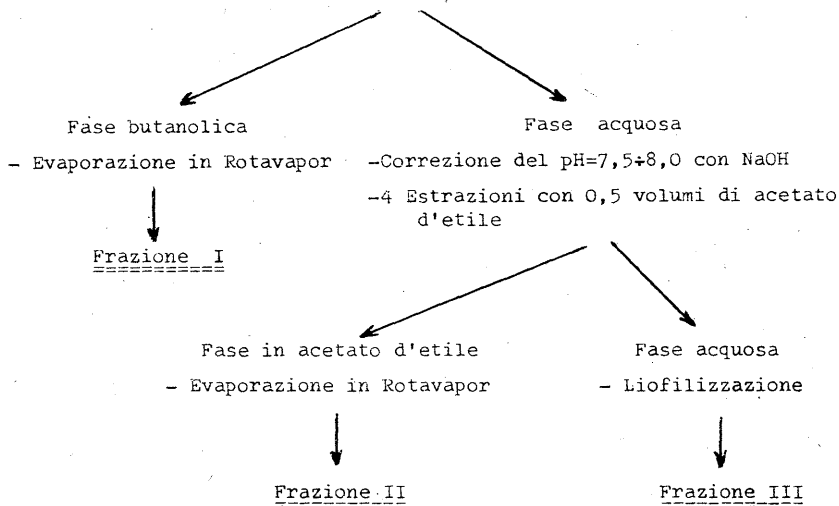 Fase butanolica
- Evaporazione in Rotavapor
Frazione I
Fase acquosa
-Correzione del pH=7,5÷8,0 con NaOH
-4 Estrazioni con 0,5 volumi di acetato
d'etile
Fase in acetato d'etile
- Evaporazione in Rotavapor
Frazione II
Fase acquosa
- Liofilizzazione
Frazione III